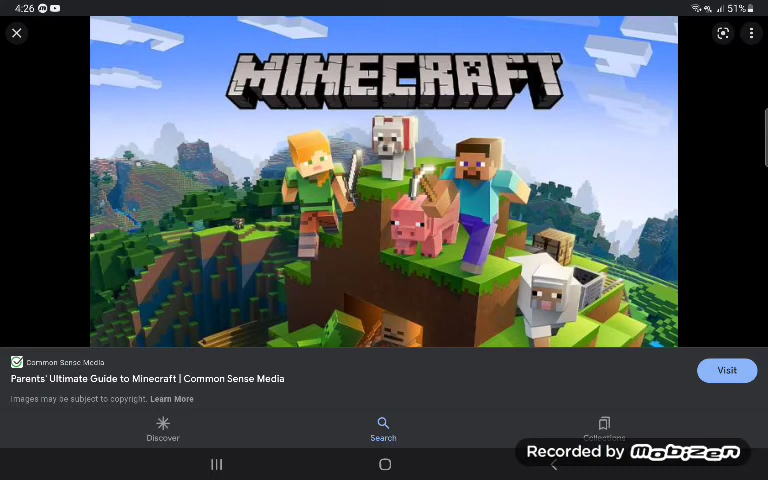 4:26
51%
MINECRAFT
Common Sense Media
Parents' Ultimate Guide to Minecraft | Common Sense Media
Visit
Images may be subject to copyright. Learn More
Discover
Search
Collections
Recorded by MOBIZEN